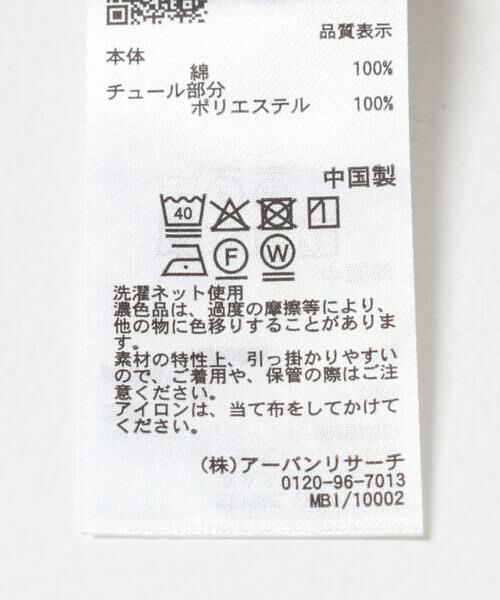 品質表示
本体
綿 100%
チュール部分
ポリエステル 100%
中国製
40
F W
洗濯ネット使用
濃色品は、過度の摩擦等により、
他の物に色移りすることがありま
す。
素材の特性上、引っ掛かりやすい
ので、ご着用や、保管の際はご注
意ください。
アイロンは、当て布をしてかけて
ください。
(株)アーバンリサーチ
0120-96-7013
MB1/10002